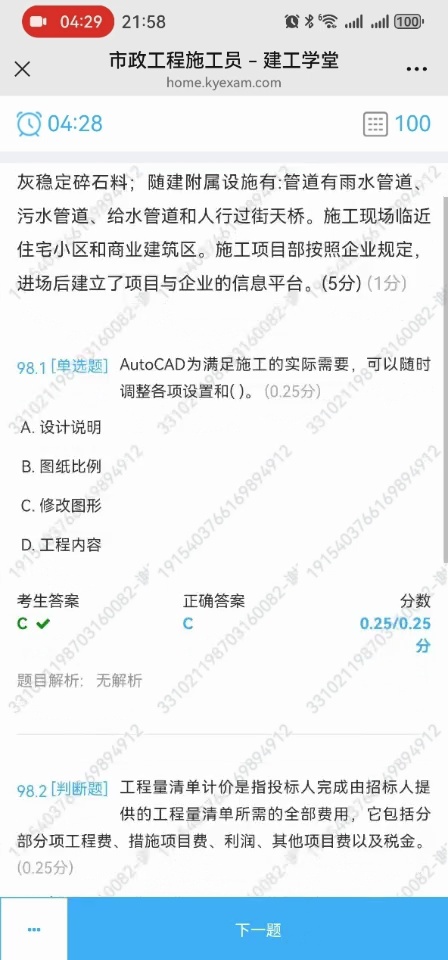 04:29 21:58 6 100
市政工程施工员 – 建工学堂
home.kyexam.com
04:28 100
灰稳定碎石料；随建附属设施有:管道有雨水管道、
污水管道、给水管道和人行过街天桥。施工现场临近
住宅小区和商业建筑区。施工项目部按照企业规定，
进场后建立了项目与企业的信息平台。(5分) (1分)
98.1 [单选题] AutoCAD为满足施工的实际需要，可以随时
调整各项设置和( )。 (0.25分)
A. 设计说明
B. 图纸比例
C. 修改图形
D. 工程内容
考生答案 正确答案 分数
C C 0.25/0.25
分
题目解析: 无解析
98.2 [判断题] 工程量清单计价是指投标人完成由招标人提
供的工程量清单所需的全部费用，它包括分
部分项工程费、措施项目费、利润、其他项目费以及税金。
(0.25分)
下一题